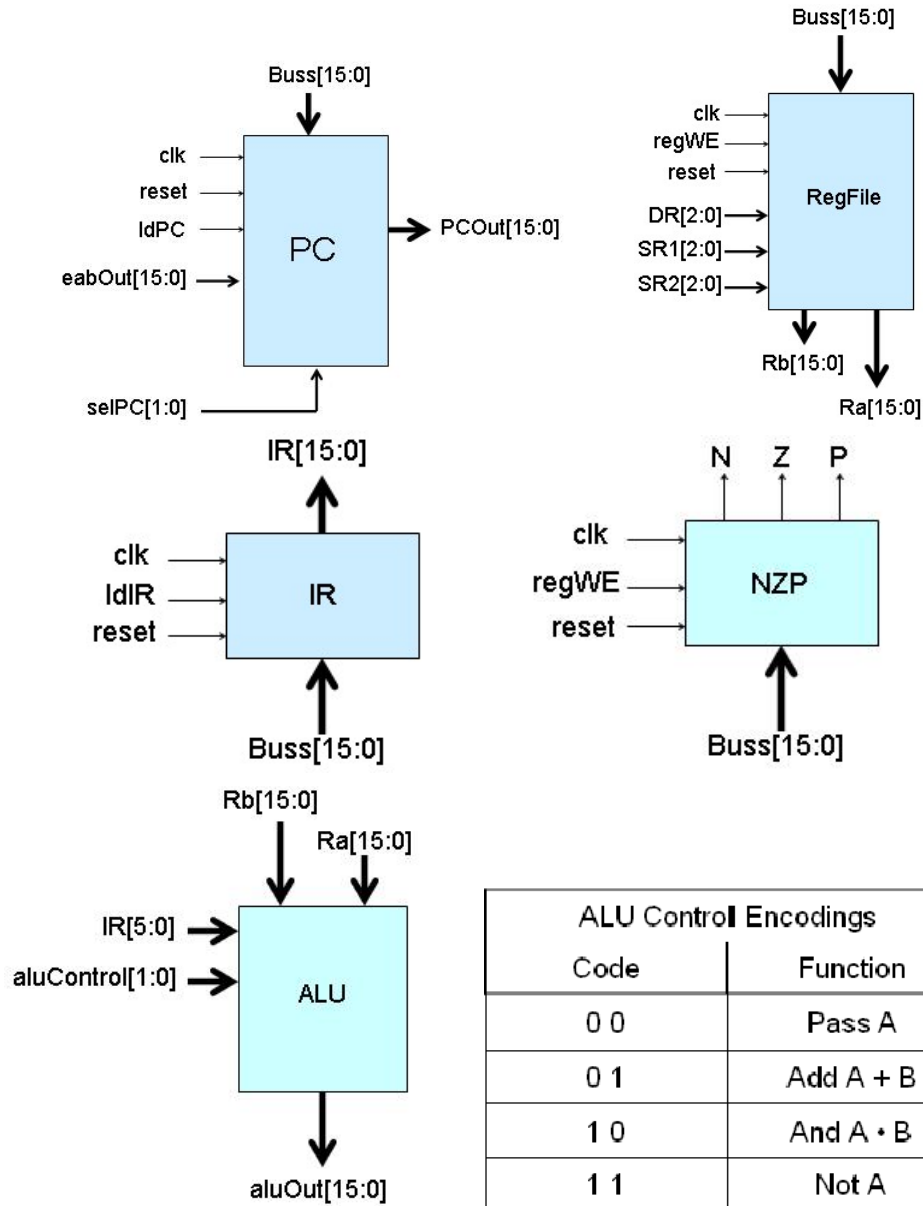 Buss[15:0]
clk
reset
ldPC
eabOut[15:0]
selPC[1:0]
PC
PCOut[15:0]
Buss[15:0]
clk
regWE
reset
DR[2:0]
SR1[2:0]
SR2[2:0]
RegFile
Rb[15:0]
Ra[15:0]
IR[15:0]
clk
ldIR
reset
IR
Buss[15:0]
N Z P
clk
regWE
reset
NZP
Buss[15:0]
Rb[15:0]
Ra[15:0]
IR[5:0]
aluControl[1:0]
ALU
aluOut[15:0]
ALU Control Encodings
Code Function
0 0 Pass A
0 1 Add A + B
1 0 And A • B
1 1 Not A